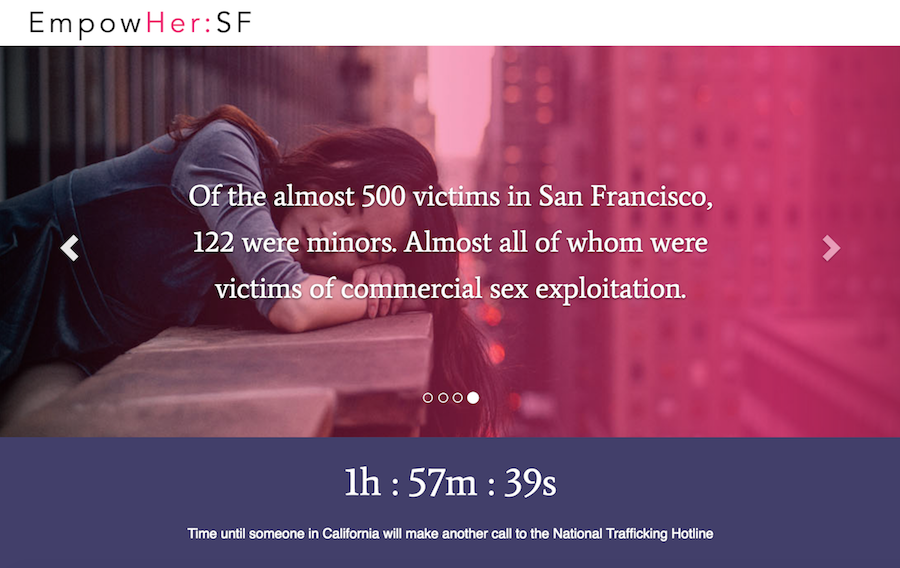 EmpowHer:SF
Of the almost 500 victims in San Francisco,
122 were minors. Almost all of whom were
victims of commercial sex exploitation.
1h : 57m : 39s
Time until someone in California will make another call to the National Trafficking Hotline